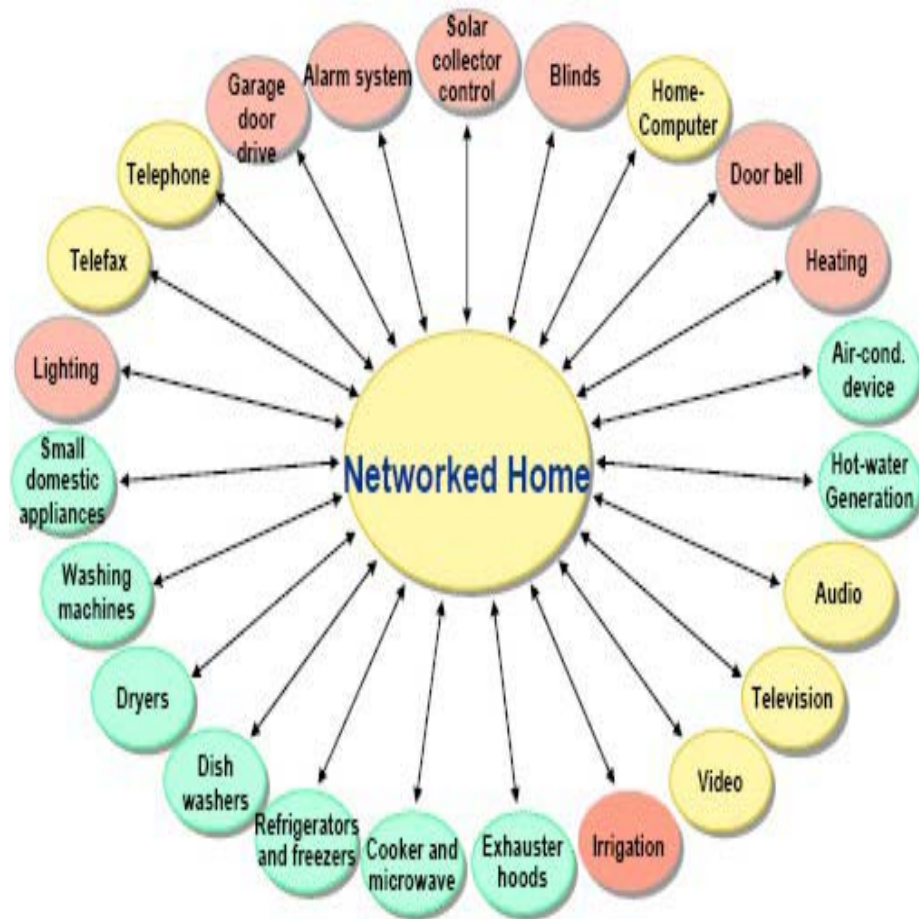 Solar
collector
control
Blinds
Home-
Computer
Door bell
Heating
Air-cond.
device
Hot-water
Generation
Audio
Television
Video
Irrigation
Exhauster
hoods
Cooker and
microwave
Refrigerators
and freezers
Dish
washers
Dryers
Washing
machines
Small
domestic
appliances
Lighting
Telefax
Telephone
Garage
door
drive
Alarm system
Networked Home